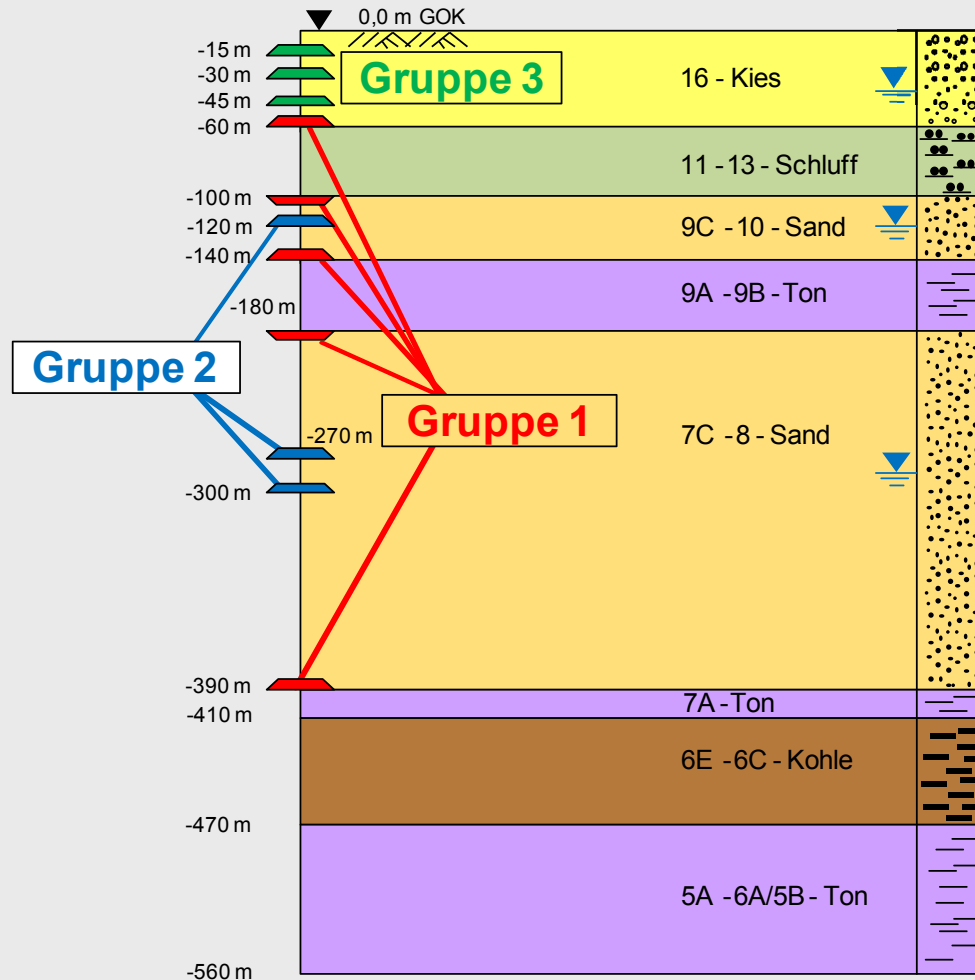 0,0 m GOK
-15 m
-30 m
-45 m
-60 m
Gruppe 3
16 - Kies
11 - 13 - Schluff
-100 m
-120 m
-140 m
9C - 10 - Sand
9A - 9B - Ton
-180 m
Gruppe 2
Gruppe 1
-270 m
7C - 8 - Sand
-300 m
-390 m
7A - Ton
-410 m
6E - 6C - Kohle
-470 m
5A - 6A/5B - Ton
-560 m